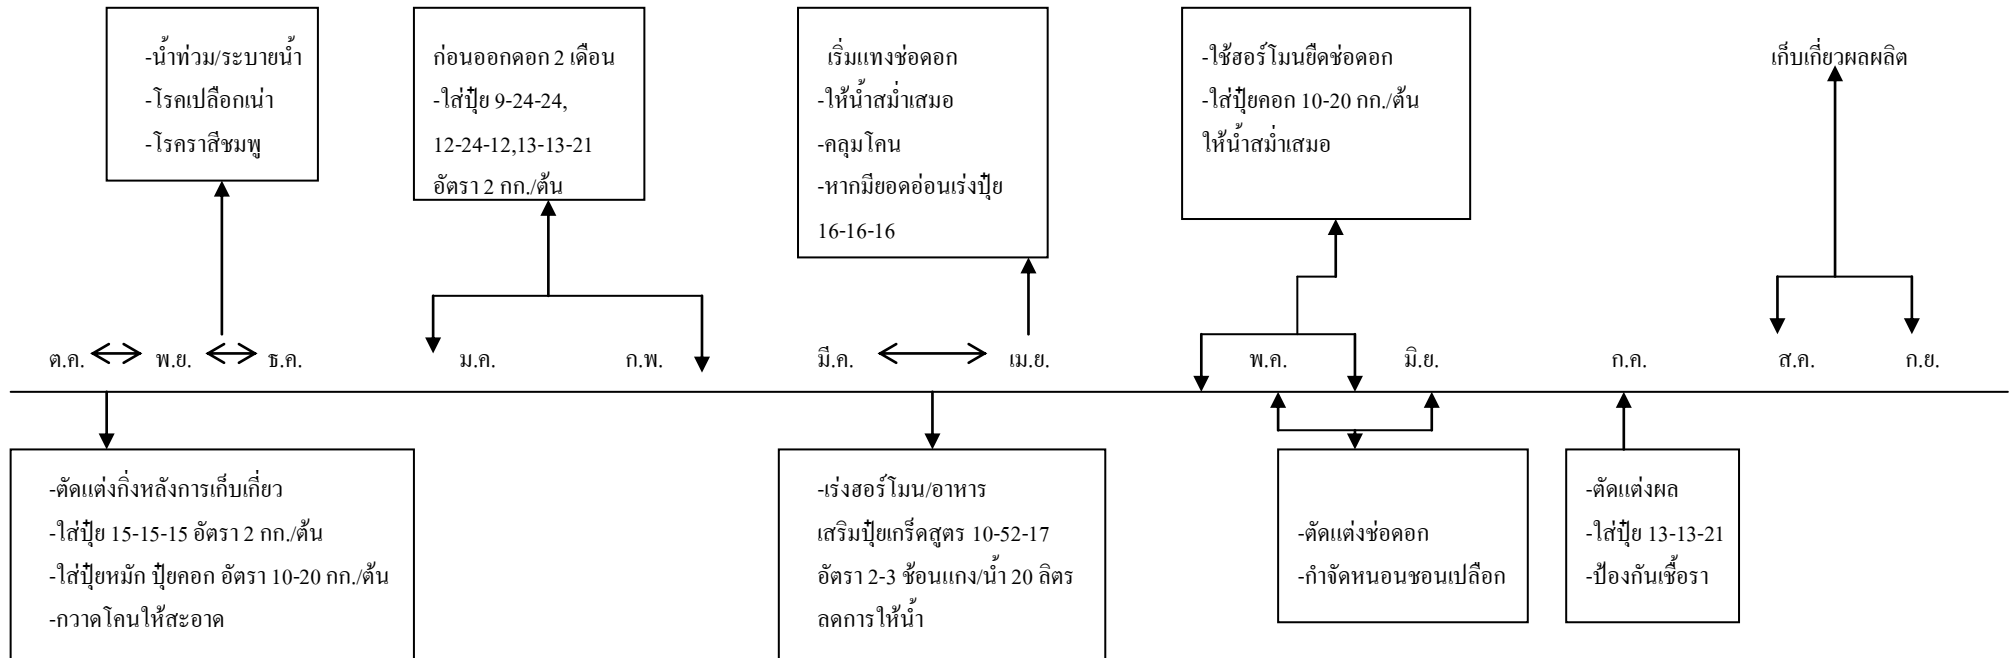 -น้ำท่วม/ระบายน้ำ
-โรคเปลือกเน่า
-โรคราสีชมพู
ก่อนออกดอก 2 เดือน
-ใส่ปุ๋ย 9-24-24,
12-24-12,13-13-21
อัตรา 2 กก./ต้น
เริ่มแทงช่อดอก
-ให้น้ำสม่ำเสมอ
-คลุมโคน
-หากมียอดอ่อนเร่งปุ๋ย
16-16-16
-ใช้ฮอร์โมนยืดช่อดอก
-ใส่ปุ๋ยคอก 10-20 กก./ต้น
ให้น้ำสม่ำเสมอ
เก็บเกี่ยวผลผลิต
ต.ค. พ.ย. ธ.ค. ม.ค. ก.พ. มี.ค. เม.ย. พ.ค. มิ.ย. ก.ค. ส.ค. ก.ย.
-ตัดแต่งกิ่งหลังการเก็บเกี่ยว
-ใส่ปุ๋ย 15-15-15 อัตรา 2 กก./ต้น
-ใส่ปุ๋ยหมัก ปุ๋ยคอก อัตรา 10-20 กก./ต้น
-กวาดโคนให้สะอาด
-เร่งฮอร์โมน/อาหาร
เสริมปุ๋ยเกร็ดสูตร 10-52-17
อัตรา 2-3 ช้อนแกง/น้ำ 20 ลิตร
ลดการให้น้ำ
-ตัดแต่งช่อดอก
-กำจัดหนอนชอนเปลือก
-ตัดแต่งผล
-ใส่ปุ๋ย 13-13-21
-ป้องกันเชื้อรา